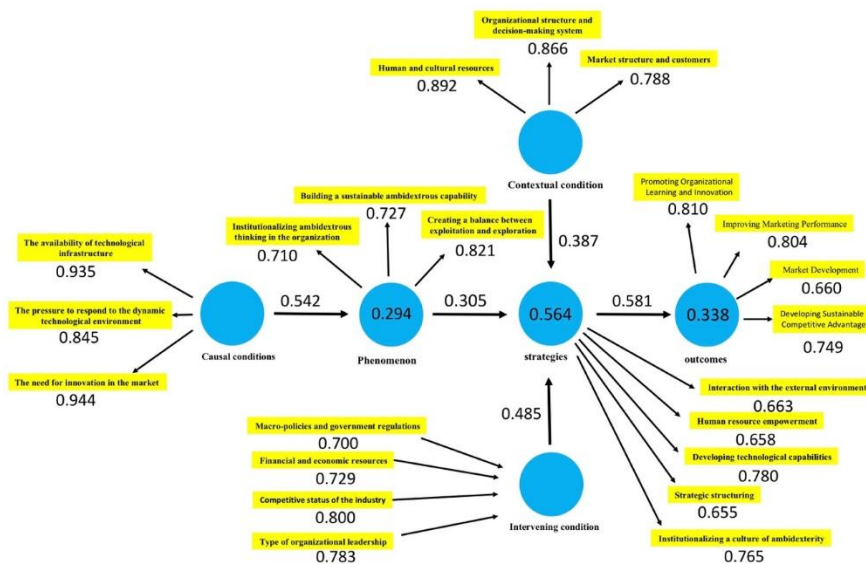 Organizational structure and
decision-making system
0.866
Human and cultural resources
0.892
Market structure and customers
0.788
Contextual condition
0.387
Building a sustainable ambidextrous capability
0.727
Institutionalizing ambidextrous
thinking in the organization
0.710
Creating a balance between
exploitation and exploration
0.821
The availability of technological
infrastructure
0.935
The pressure to respond to the dynamic
technological environment
0.845
The need for innovation in the market
0.944
Causal conditions
0.542
0.294
Phenomenon
0.305
0.564
strategies
0.581
0.338
outcomes
Promoting Organizational
Learning and Innovation
0.810
Improving Marketing Performance
0.804
Market Development
0.660
Developing Sustainable
Competitive Advantage
0.749
Interaction with the external environment
0.663
Human resource empowerment
0.658
Developing technological capabilities
0.780
Strategic structuring
0.655
Institutionalizing a culture of ambidexterity
0.765
0.485
Macro-policies and government regulations
0.700
Financial and economic resources
0.729
Competitive status of the industry
0.800
Type of organizational leadership
0.783
Intervening condition